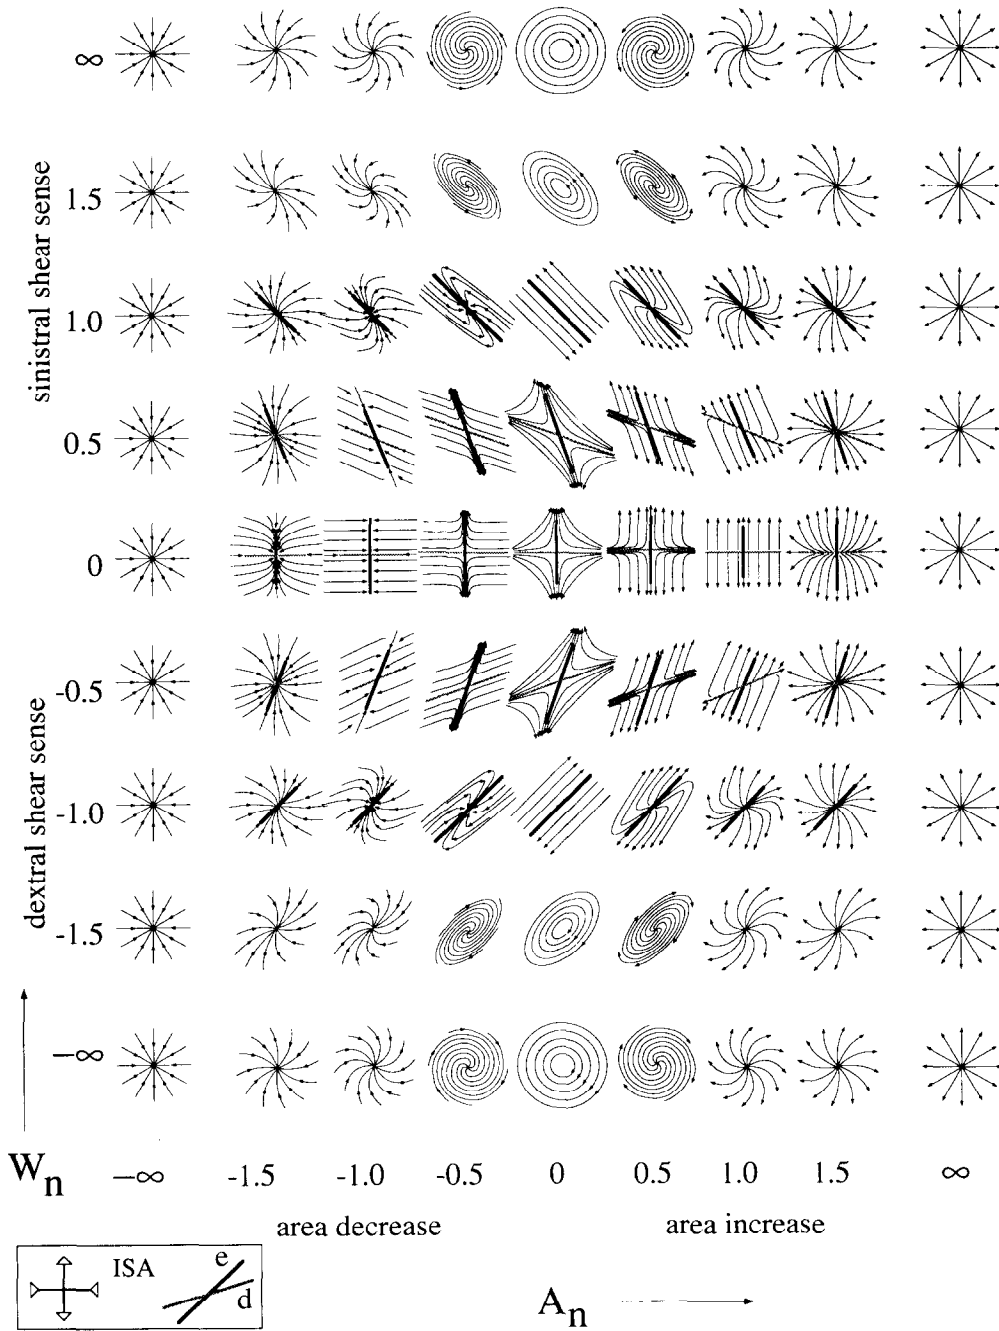 ∞
sinistral shear sense
1.5
1.0
0.5
0
-0.5
dextral shear sense
-1.0
-1.5
−∞
Wn
−∞ -1.5 -1.0 -0.5 0 0.5 1.0 1.5 ∞
area decrease area increase
ISA e d
An